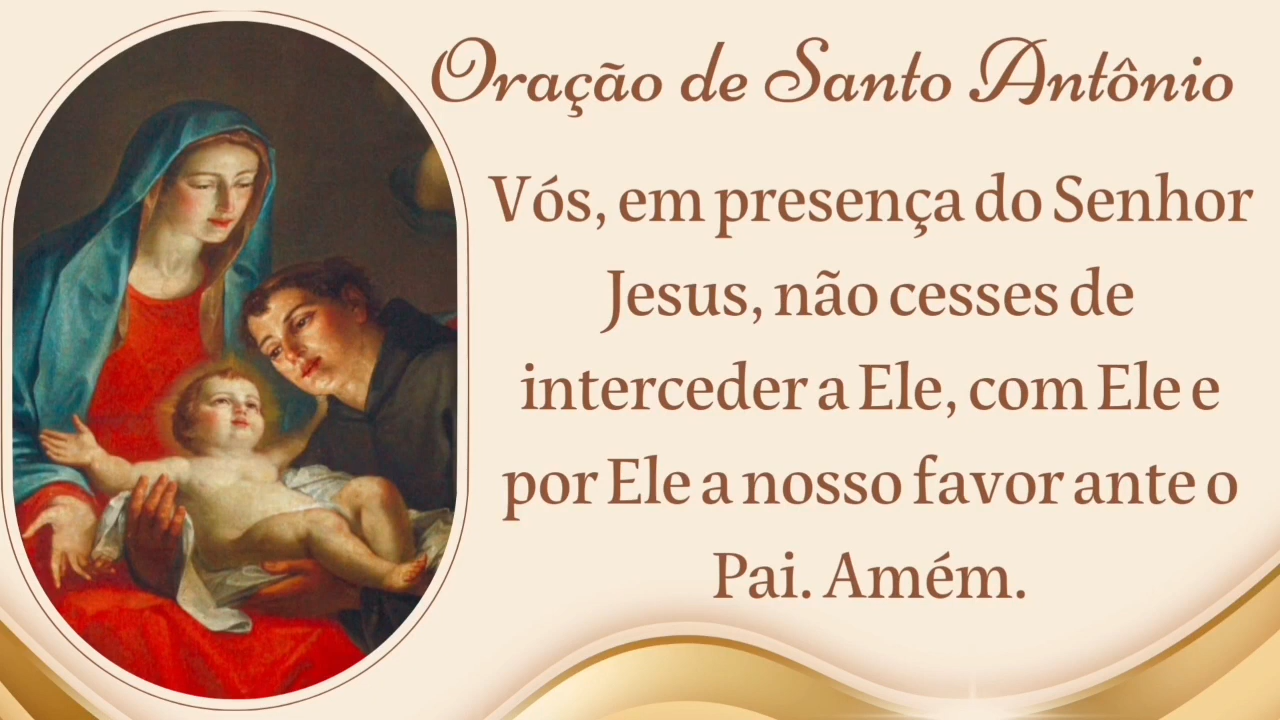 Oração de Santo Antônio
Vós, em presença do Senhor
Jesus, não cesses de
interceder a Ele, com Ele e
por Ele a nosso favor ante o
Pai. Amém.